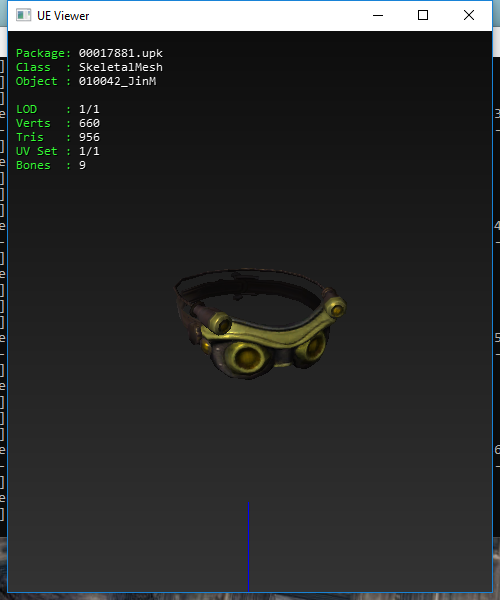 UE Viewer
Package: 00017881.upk
Class : SkeletalMesh
Object : 010042_JinM
LOD : 1/1
Verts : 660
Tris : 956
UV Set : 1/1
Bones : 9